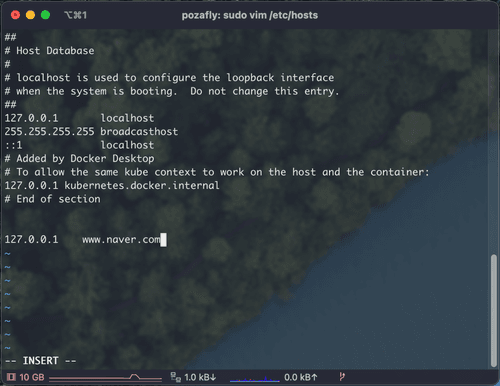 ⌥⌘1 pozafly: sudo vim /etc/hosts
##
# Host Database
#
# localhost is used to configure the loopback interface
# when the system is booting.  Do not change this entry.
##
127.0.0.1       localhost
255.255.255.255 broadcasthost
::1             localhost
# Added by Docker Desktop
# To allow the same kube context to work on the host and the container:
127.0.0.1 kubernetes.docker.internal
# End of section
127.0.0.1    www.naver.com
~
~
~
~
~
~
~
~
-- INSERT --
10 GB 1.0 kB↓ 0.0 kB↑